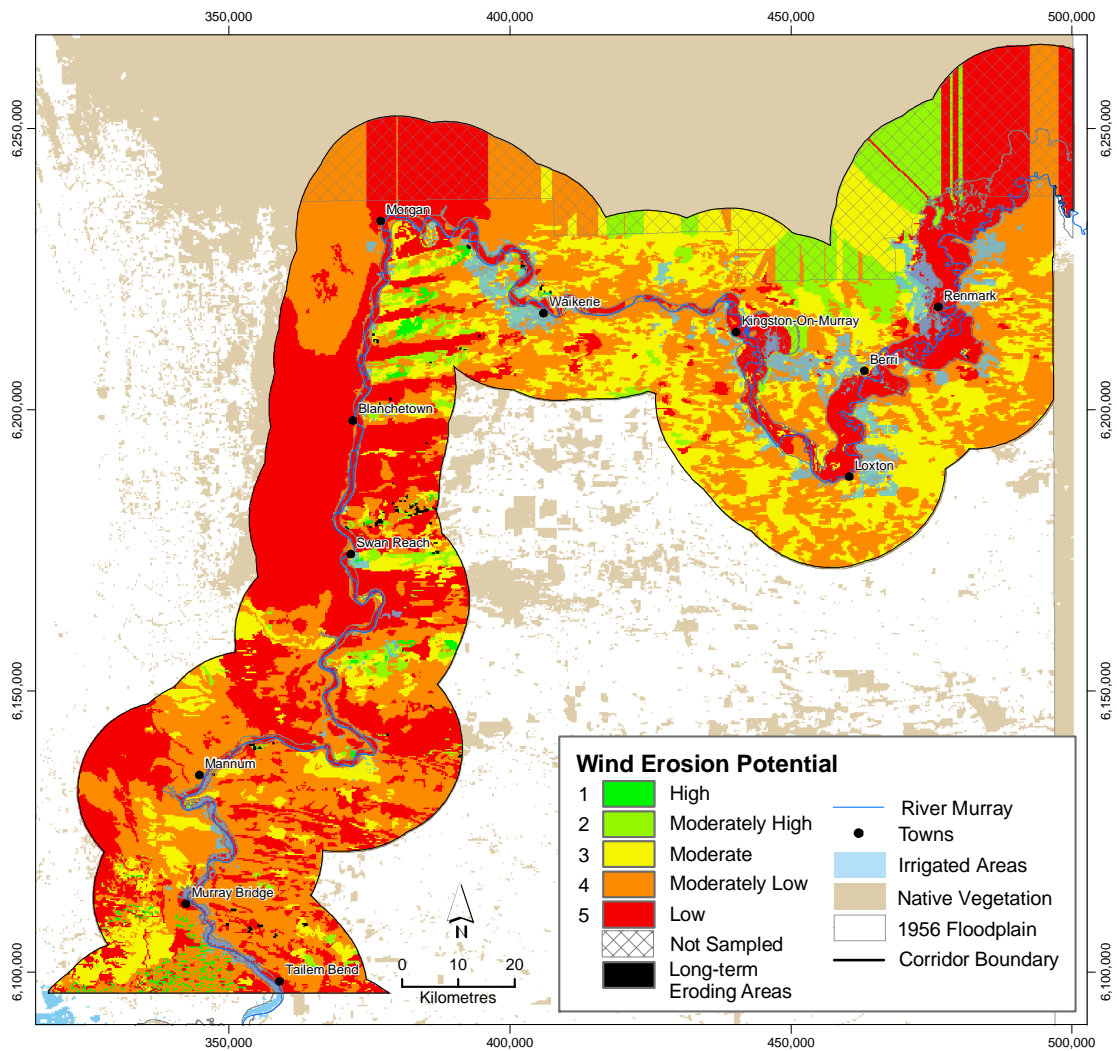 350,000
400,000
450,000
500,000
6,250,000
6,250,000
Morgan
Waikerie
Renmark
Kingston-On-Murray
Berri
6,200,000
6,200,000
Blanchetown
Loxton
Swan Reach
6,150,000
6,150,000
Mannum
Murray Bridge
Tailem Bend
6,100,000
6,100,000
N
0 10 20
Kilometres
Wind Erosion Potential
1 High
2 Moderately High
3 Moderate
4 Moderately Low
5 Low
Not Sampled
Long-term
Eroding Areas
River Murray
Towns
Irrigated Areas
Native Vegetation
1956 Floodplain
Corridor Boundary
350,000
400,000
450,000
500,000